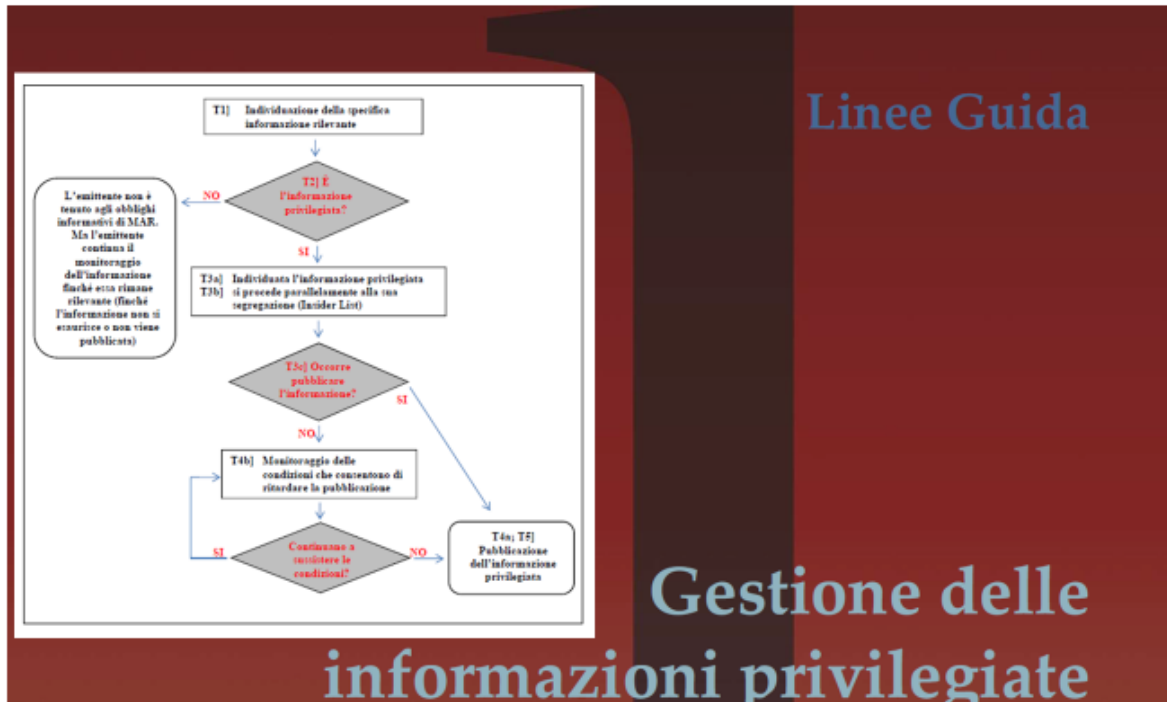 Linee Guida
T1] Individuazione della specifica
informazione rilevante
T2] È
l'informazione
privilegiata?
NO
L'emittente non è
tenuto agli obblighi
informativi di MAR.
Ma l'emittente
continua il
monitoraggio
dell'informazione
finché essa rimane
rilevante (finché
l'informazione non si
esaurisce o non viene
pubblicata)
SI
T3a] Individuata l'informazione privilegiata
T3b] si procede parallelamente alla sua
segregazione (Insider List)
T3c] Occorre
pubblicare
l'informazione?
SI
NO
T4b] Monitoraggio delle
condizioni che consentono di
ritardare la pubblicazione
Continuano a
sussistere le
condizioni?
SI
NO
T4a; T5]
Pubblicazione
dell'informazione
privilegiata
Gestione delle
informazioni privilegiate